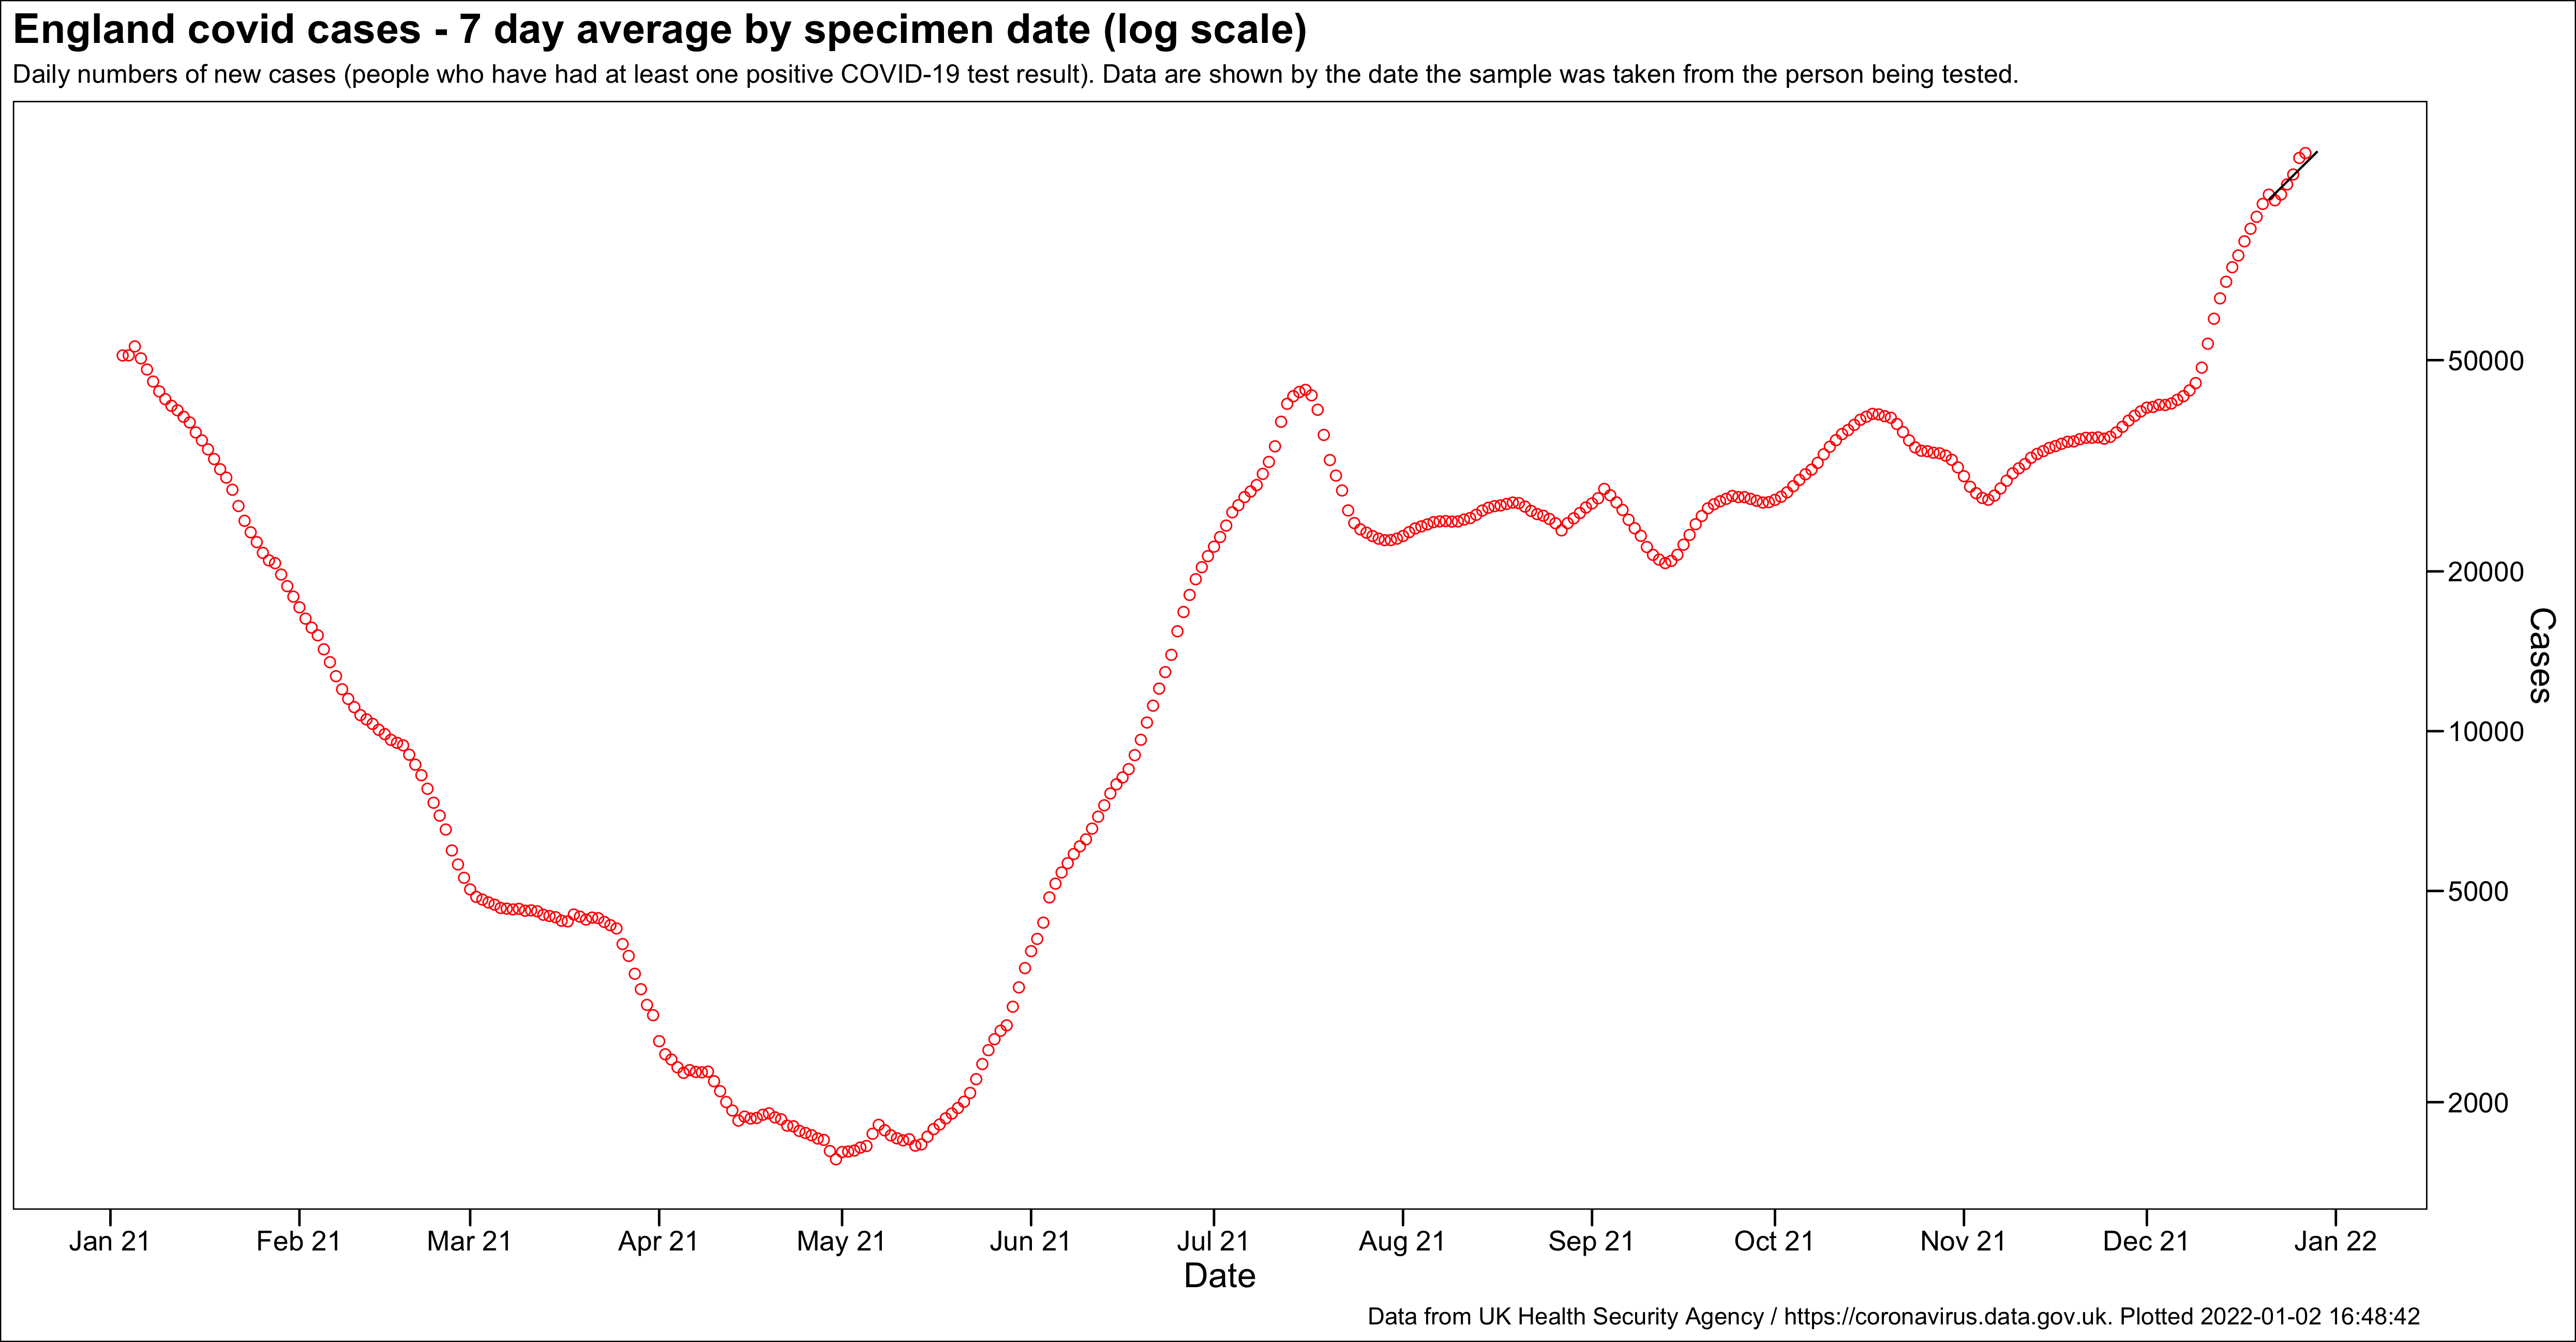 England covid cases - 7 day average by specimen date (log scale)
Daily numbers of new cases (people who have had at least one positive COVID-19 test result). Data are shown by the date the sample was taken from the person being tested.
50000
20000
10000
5000
2000
Cases
Jan 21 Feb 21 Mar 21 Apr 21 May 21 Jun 21 Jul 21 Aug 21 Sep 21 Oct 21 Nov 21 Dec 21 Jan 22
Date
Data from UK Health Security Agency / https://coronavirus.data.gov.uk. Plotted 2022-01-02 16:48:42